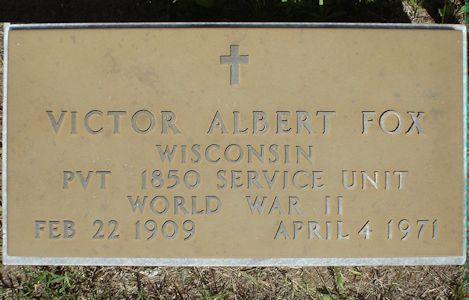 VICTOR ALBERT FOX
WISCONSIN
PVT 1850 SERVICE UNIT
WORLD WAR II
FEB 22 1909 APRIL 4 1971